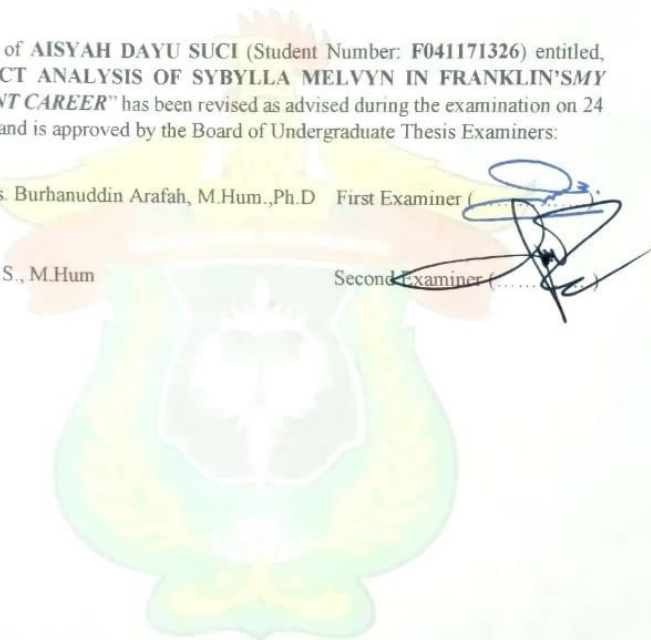 of AISYAH DAYU SUCI (Student Number: F041171326) entitled,
CT ANALYSIS OF SYBYLLA MELVYN IN FRANKLIN'SMY
NT CAREER" has been revised as advised during the examination on 24
and is approved by the Board of Undergraduate Thesis Examiners:
s. Burhanuddin Arafah, M.Hum.,Ph.D First Examiner (..............).
S., M.Hum Second Examiner (..............)